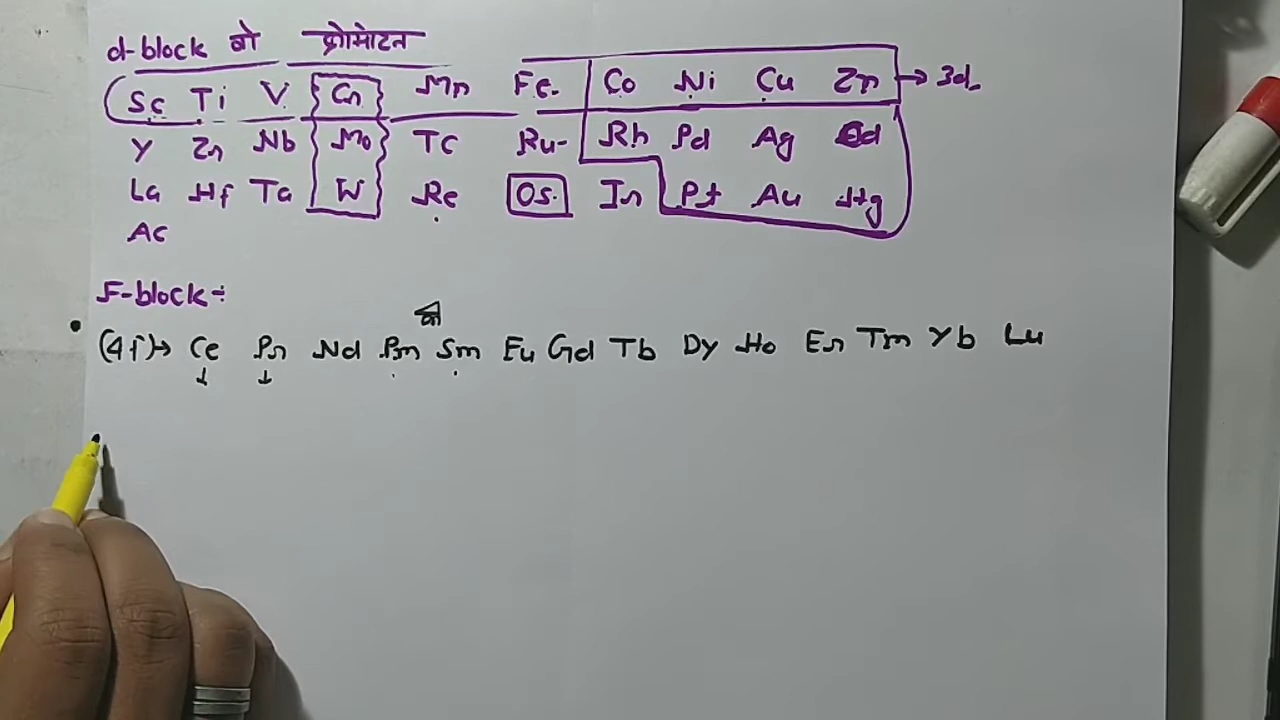 d-block को प्रोमोटन
Sc Ti V Cr Mn Fe Co Ni Cu Zn → 3d
Y Zr Nb Mo Tc Ru Rh Pd Ag Cd
La Hf Ta W Re Os Ir Pt Au Hg
Ac
F-block:
का
(4f)→ Ce Pr Nd Pm Sm Eu Gd Tb Dy Ho Er Tm Yb Lu